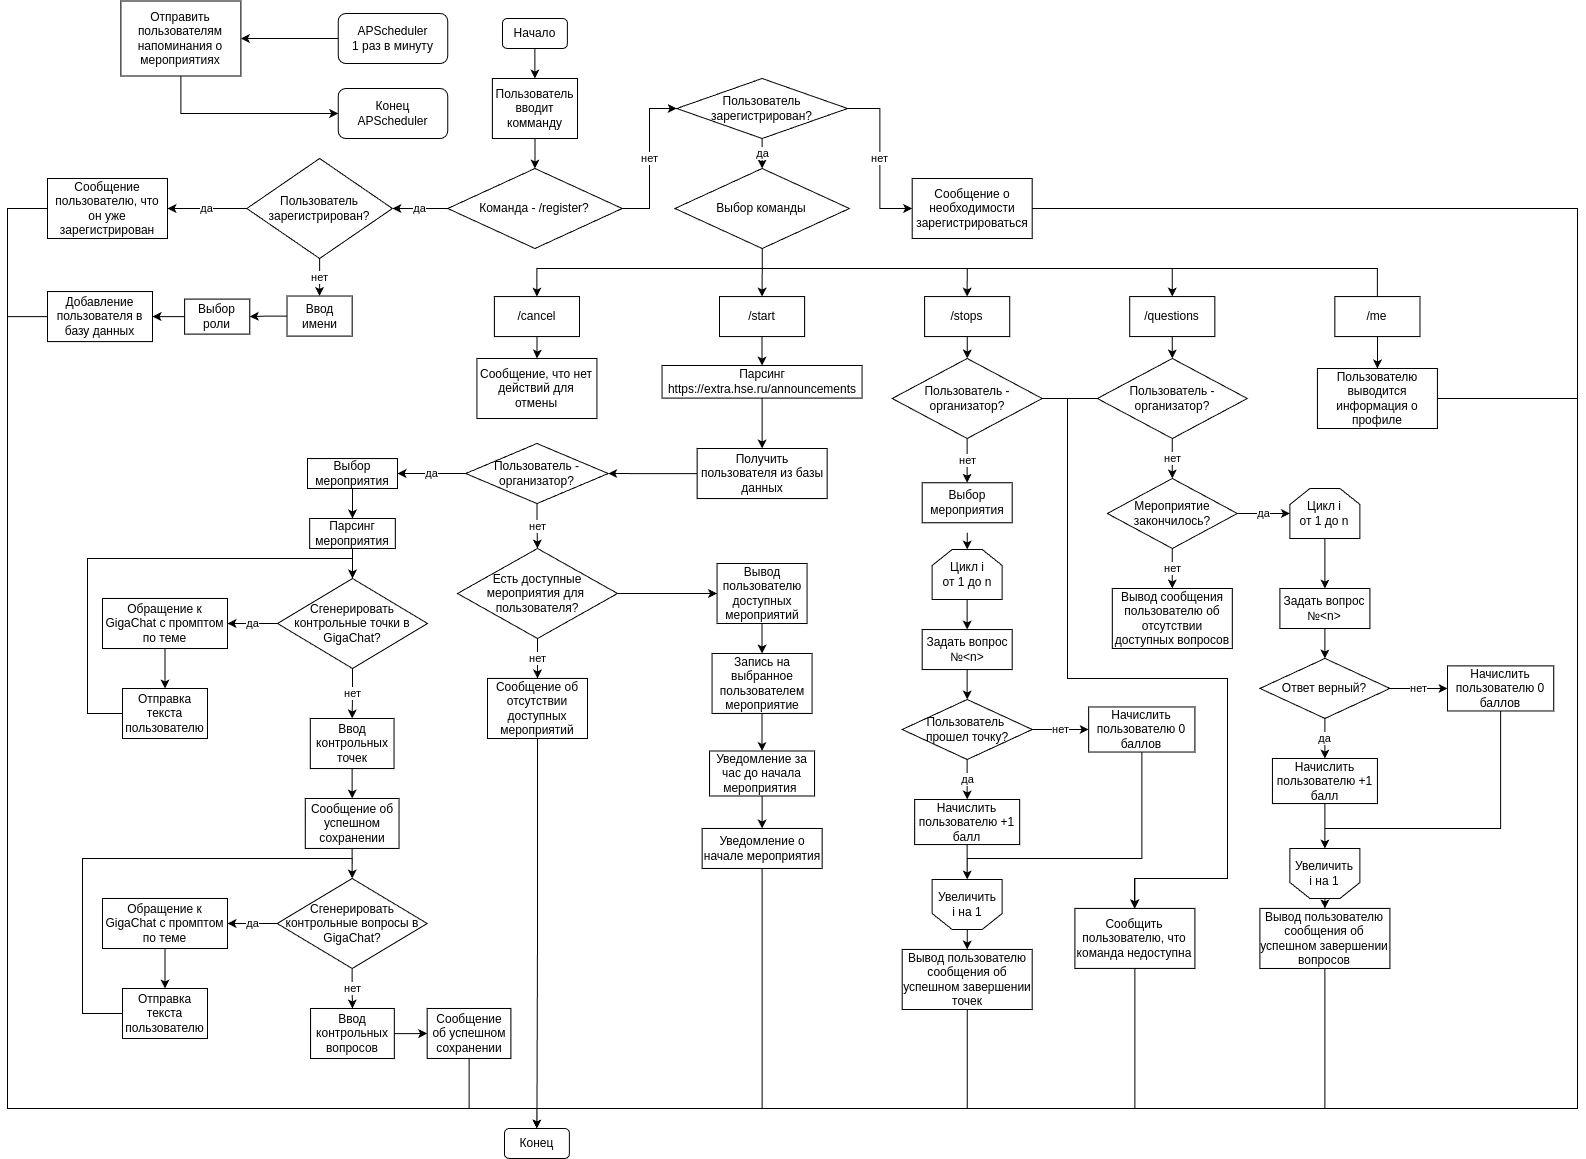 Отправить
пользователям
напоминания о
мероприятиях
APScheduler
1 раз в минуту
Конец
APScheduler
Начало
Пользователь
вводит
комманду
Команда - /register?
да
нет
Пользователь
зарегистрирован?
да
нет
Сообщение
пользователю, что
он уже
зарегистрирован
Ввод
имени
Выбор
роли
Добавление
пользователя в
базу данных
Пользователь
зарегистрирован?
да
нет
Выбор команды
Сообщение о
необходимости
зарегистрироваться
/cancel
/start
/stops
/questions
/me
Сообщение, что нет
действий для
отмены
Парсинг
https://extra.hse.ru/announcements
Получить
пользователя из базы
данных
Пользователь -
организатор?
да
нет
Выбор
мероприятия
Парсинг
мероприятия
Сгенерировать
контрольные точки в
GigaChat?
да
нет
Обращение к
GigaChat с промптом
по теме
Отправка
текста
пользователю
Ввод
контрольных
точек
Сообщение об
успешном
сохранении
Сгенерировать
контрольные вопросы в
GigaChat?
да
нет
Обращение к
GigaChat с промптом
по теме
Отправка
текста
пользователю
Ввод
контрольных
вопросов
Сообщение
об успешном
сохранении
Есть доступные
мероприятия для
пользователя?
нет
Сообщение об
отсутствии
доступных
мероприятий
Вывод
пользователю
доступных
мероприятий
Запись на
выбранное
пользователем
мероприятие
Уведомление за
час до начала
мероприятия
Уведомление о
начале мероприятия
Пользователь -
организатор?
нет
Выбор
мероприятия
Цикл i
от 1 до n
Задать вопрос
№<n>
Пользователь
прошел точку?
нет
да
Начислить
пользователю 0
баллов
Начислить
пользователю +1
балл
Увеличить
i на 1
Вывод пользователю
сообщения об
успешном завершении
точек
Сообщить
пользователю, что
команда недоступна
Пользователь -
организатор?
нет
Мероприятие
закончилось?
да
нет
Вывод сообщения
пользователю об
отсутствии
доступных вопросов
Цикл i
от 1 до n
Задать вопрос
№<n>
Ответ верный?
нет
да
Начислить
пользователю 0
баллов
Начислить
пользователю +1
балл
Увеличить
i на 1
Вывод пользователю
сообщения об
успешном завершении
вопросов
Пользователю
выводится
информация о
профиле
Конец